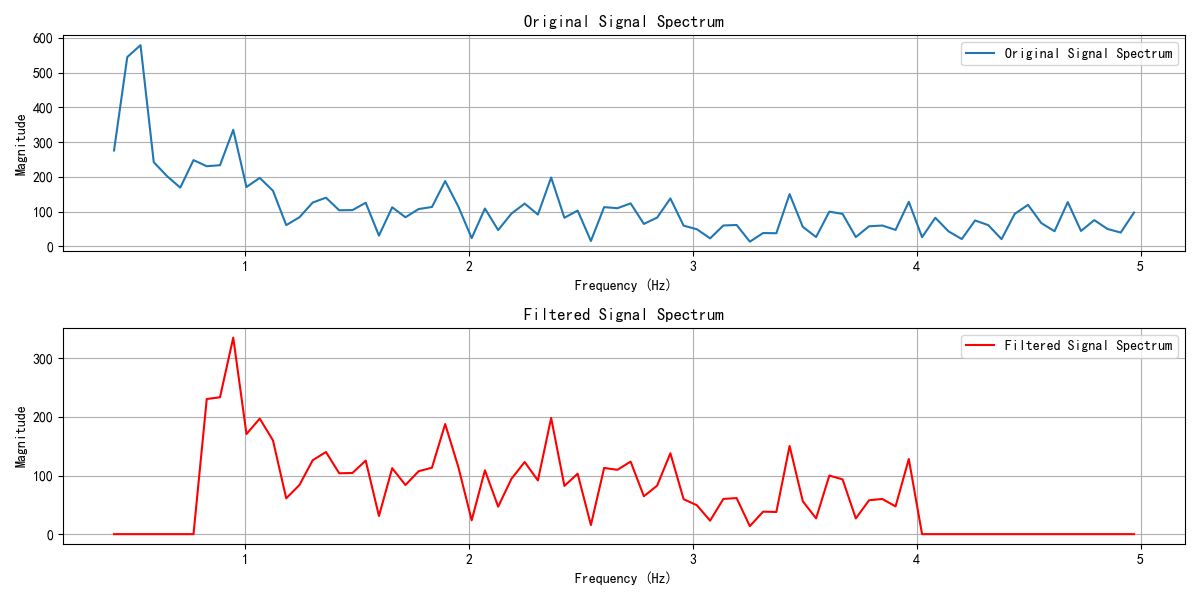 Original Signal Spectrum
600
500
400
300
200
100
0
Magnitude
Original Signal Spectrum
1 2 3 4 5
Frequency (Hz)
Filtered Signal Spectrum
300
200
100
0
Magnitude
Filtered Signal Spectrum
1 2 3 4 5
Frequency (Hz)